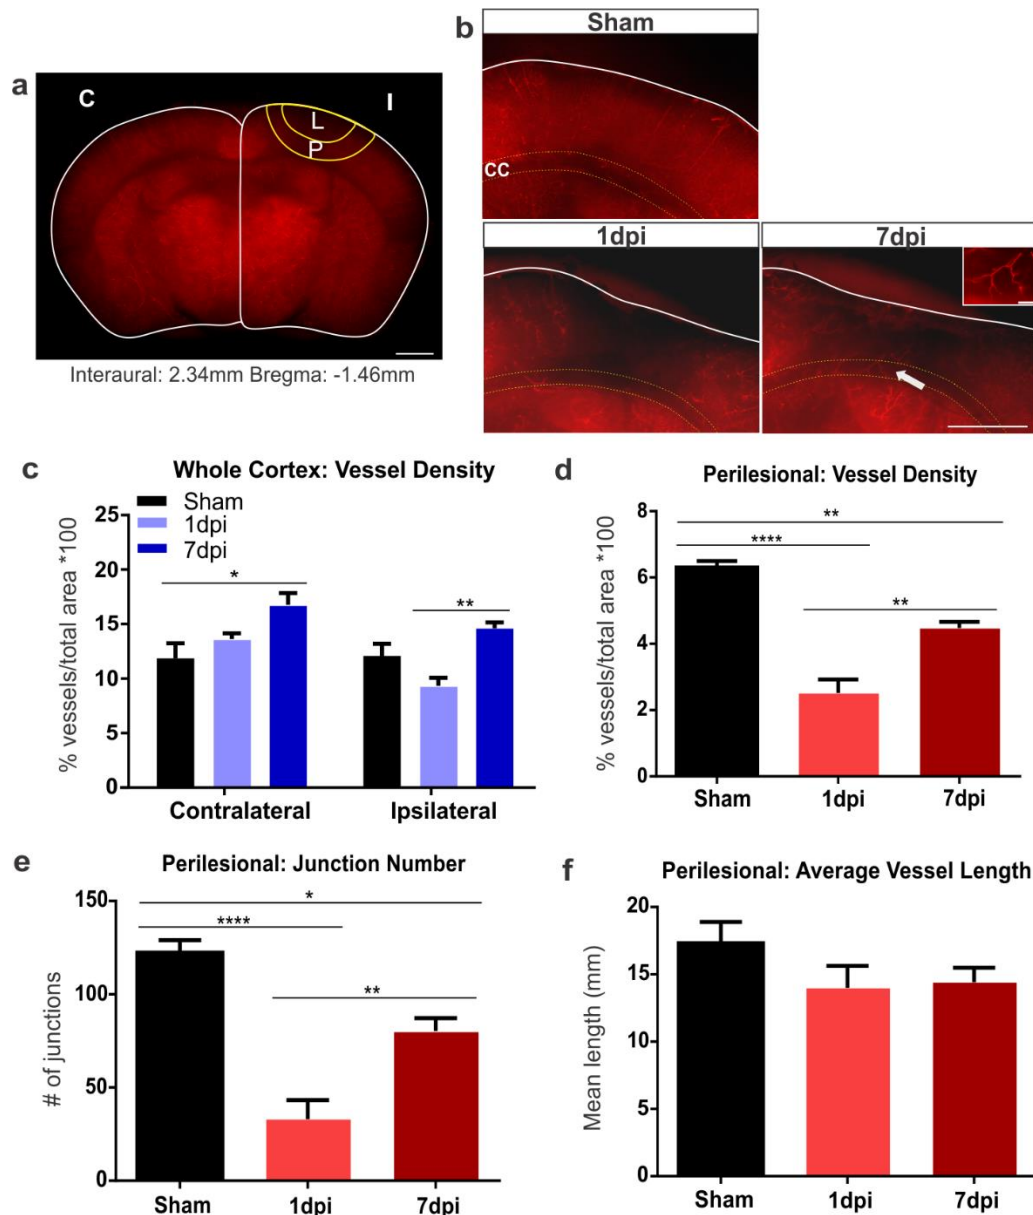 a
C
I
L
P
Interaural: 2.34mm Bregma: -1.46mm
b
Sham
CC
1dpi
7dpi
c
Whole Cortex: Vessel Density
Sham
1dpi
7dpi
% vessels/total area *100
25
20
15
10
5
0
*
**
Contralateral
Ipsilateral
d
Perilesional: Vessel Density
% vessels/total area *100
8
6
4
2
0
**
****
**
Sham
1dpi
7dpi
e
Perilesional: Junction Number
# of junctions
150
100
50
0
*
****
**
Sham
1dpi
7dpi
f
Perilesional: Average Vessel Length
Mean length (mm)
20
15
10
5
0
Sham
1dpi
7dpi